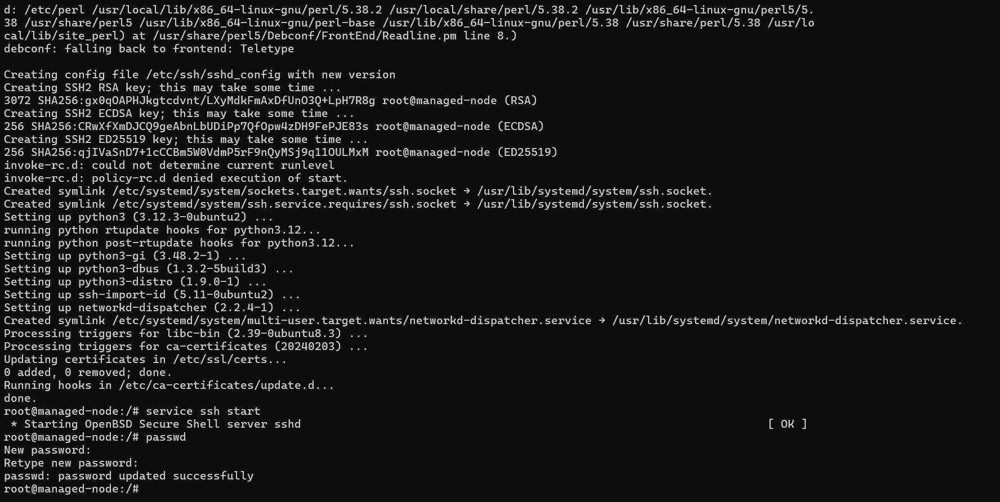 d: /etc/perl /usr/local/lib/x86_64-linux-gnu/perl/5.38.2 /usr/local/share/perl/5.38.2 /usr/lib/x86_64-linux-gnu/perl5/5.
38 /usr/share/perl5 /usr/lib/x86_64-linux-gnu/perl-base /usr/lib/x86_64-linux-gnu/perl/5.38 /usr/share/perl/5.38 /usr/lo
cal/lib/site_perl) at /usr/share/perl5/Debconf/FrontEnd/Readline.pm line 8.)
debconf: falling back to frontend: Teletype

Creating config file /etc/ssh/sshd_config with new version
Creating SSH2 RSA key; this may take some time ...
3072 SHA256:gx0qOAPHJkgtcdvnt/LXyMdkFmAxDfUnO3Q+LpH7R8g root@managed-node (RSA)
Creating SSH2 ECDSA key; this may take some time ...
256 SHA256:CRwXfXmDJCQ9geAbnLbUDiPp7QfOpw4zDH9FePJE83s root@managed-node (ECDSA)
Creating SSH2 ED25519 key; this may take some time ...
256 SHA256:qjIVaSnD7+1cCCBm5W0VdmP5rF9nQyMSj9q11OULMxM root@managed-node (ED25519)
invoke-rc.d: could not determine current runlevel
invoke-rc.d: policy-rc.d denied execution of start.
Created symlink /etc/systemd/system/sockets.target.wants/ssh.socket → /usr/lib/systemd/system/ssh.socket.
Created symlink /etc/systemd/system/ssh.service.requires/ssh.socket → /usr/lib/systemd/system/ssh.socket.
Setting up python3 (3.12.3-0ubuntu2) ...
running python rtupdate hooks for python3.12...
running python post-rtupdate hooks for python3.12...
Setting up python3-gi (3.48.2-1) ...
Setting up python3-dbus (1.3.2-5build3) ...
Setting up python3-distro (1.9.0-1) ...
Setting up ssh-import-id (5.11-0ubuntu2) ...
Setting up networkd-dispatcher (2.2.4-1) ...
Created symlink /etc/systemd/system/multi-user.target.wants/networkd-dispatcher.service → /usr/lib/systemd/system/networkd-dispatcher.service.
Processing triggers for libc-bin (2.39-0ubuntu8.3) ...
Processing triggers for ca-certificates (20240203) ...
Updating certificates in /etc/ssl/certs...
0 added, 0 removed; done.
Running hooks in /etc/ca-certificates/update.d...
done.
root@managed-node:/# service ssh start
 * Starting OpenBSD Secure Shell server sshd [ OK ]
root@managed-node:/# passwd
New password:
Retype new password:
passwd: password updated successfully
root@managed-node:/#